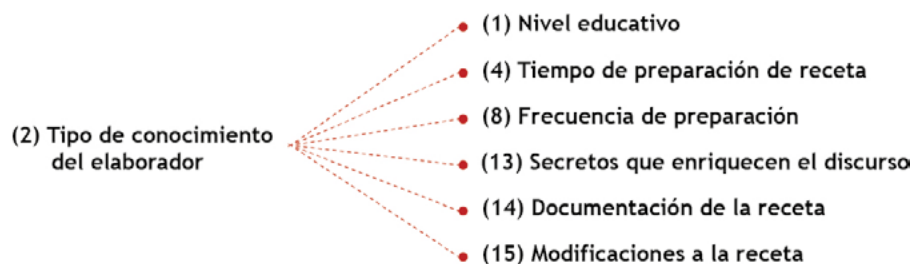 (1) Nivel educativo
(4) Tiempo de preparación de receta
(8) Frecuencia de preparación
(2) Tipo de conocimiento
del elaborador
(13) Secretos que enriquecen el discurso
(14) Documentación de la receta
(15) Modificaciones a la receta